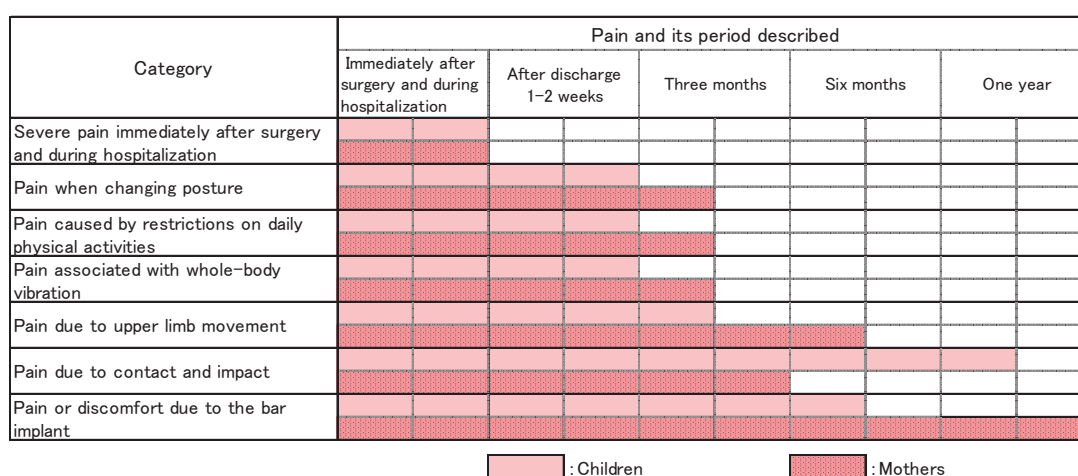 Category
Pain and its period described
Immediately after
surgery and during
hospitalization
After discharge
1-2 weeks
Three months
Six months
One year
Severe pain immediately after surgery
and during hospitalization
Pain when changing posture
Pain caused by restrictions on daily
physical activities
Pain associated with whole-body
vibration
Pain due to upper limb movement
Pain due to contact and impact
Pain or discomfort due to the bar
implant
: Children
: Mothers